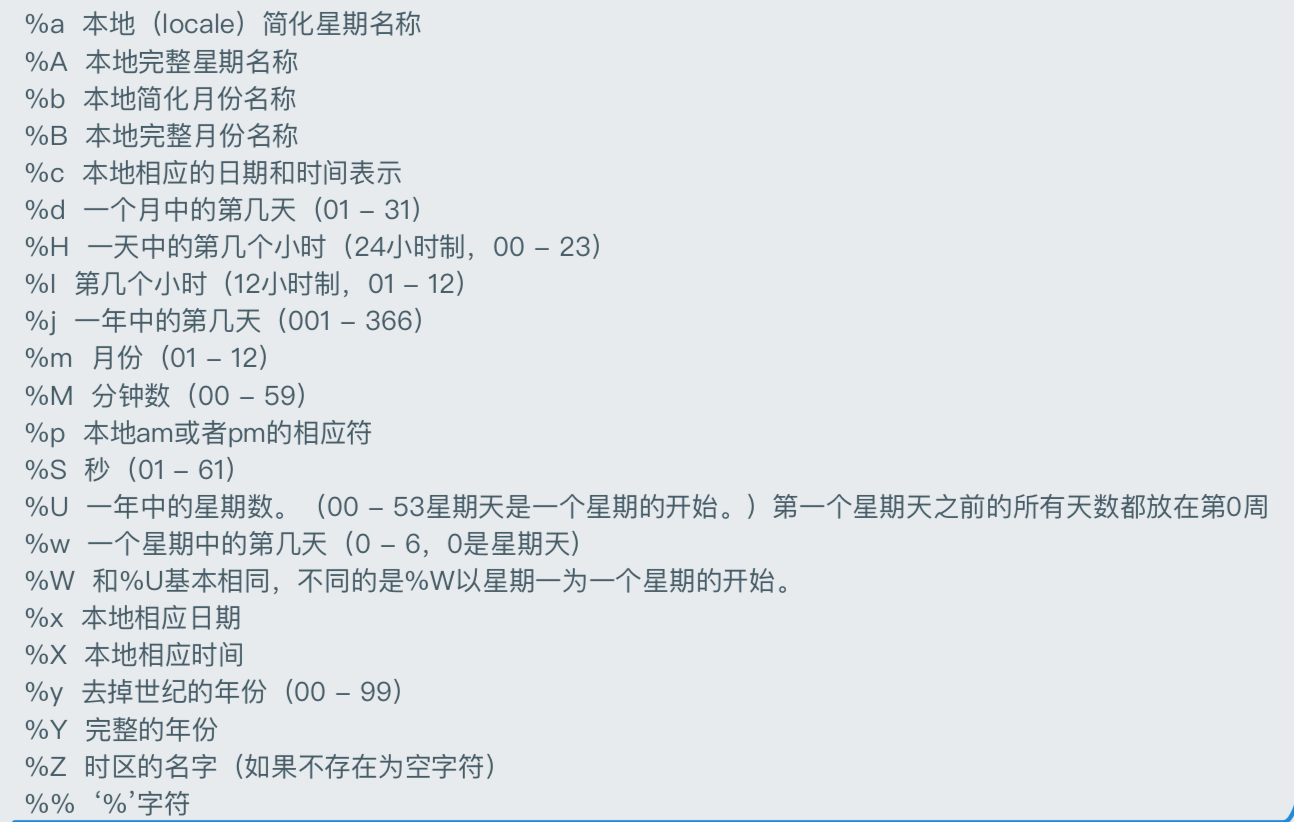 %a 本地（locale）简化星期名称
%A 本地完整星期名称
%b 本地简化月份名称
%B 本地完整月份名称
%c 本地相应的日期和时间表示
%d 一个月中的第几天（01 – 31）
%H 一天中的第几个小时（24小时制，00 – 23）
%I 第几个小时（12小时制，01 – 12）
%j 一年中的第几天（001 – 366）
%m 月份（01 – 12）
%M 分钟数（00 – 59）
%p 本地am或者pm的相应符
%S 秒（01 – 61）
%U 一年中的星期数。（00 – 53星期天是一个星期的开始。）第一个星期天之前的所有天数都放在第0周
%w 一个星期中的第几天（0 – 6，0是星期天）
%W 和%U基本相同，不同的是%W以星期一为一个星期的开始。
%x 本地相应日期
%X 本地相应时间
%y 去掉世纪的年份（00 – 99）
%Y 完整的年份
%Z 时区的名字（如果不存在为空字符）
%% ‘%’字符